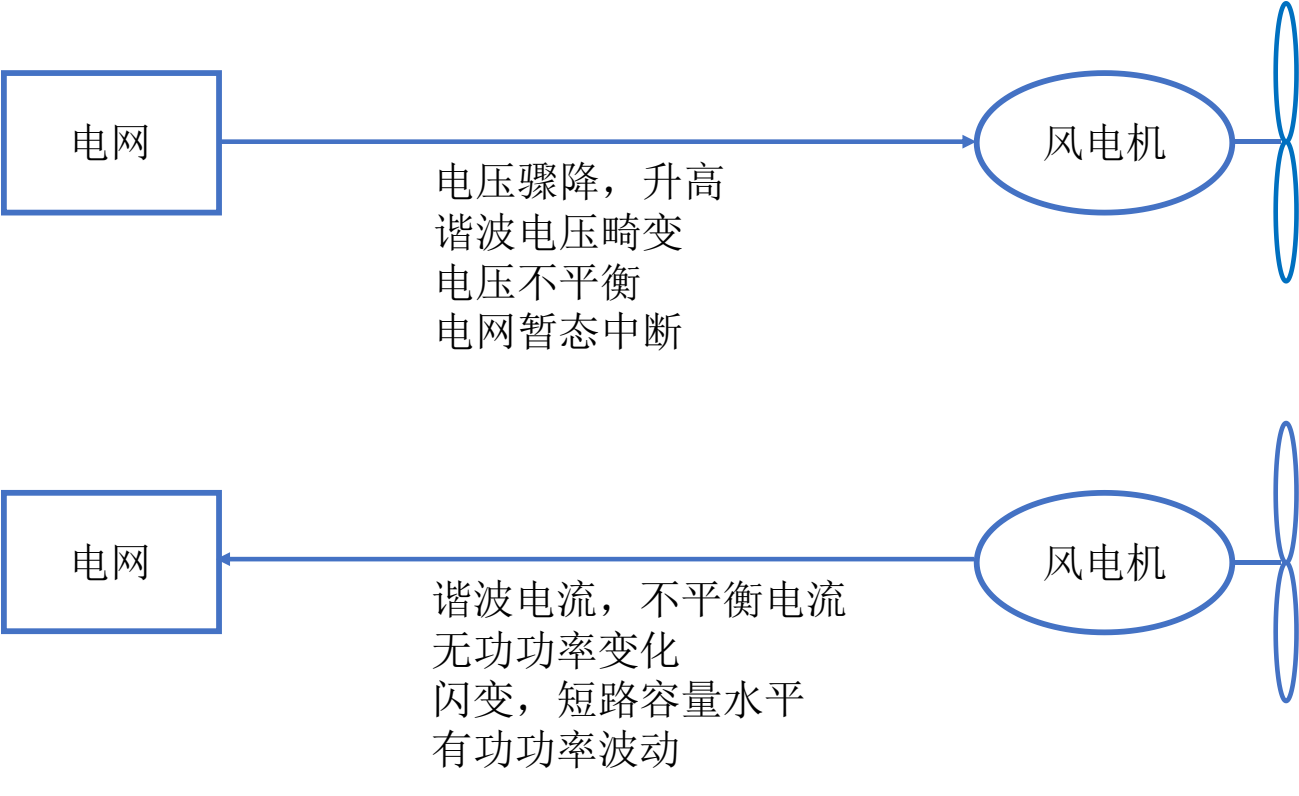 电网
风电机
电压骤降，升高
谐波电压畸变
电压不平衡
电网暂态中断
电网
风电机
谐波电流，不平衡电流
无功功率变化
闪变，短路容量水平
有功功率波动